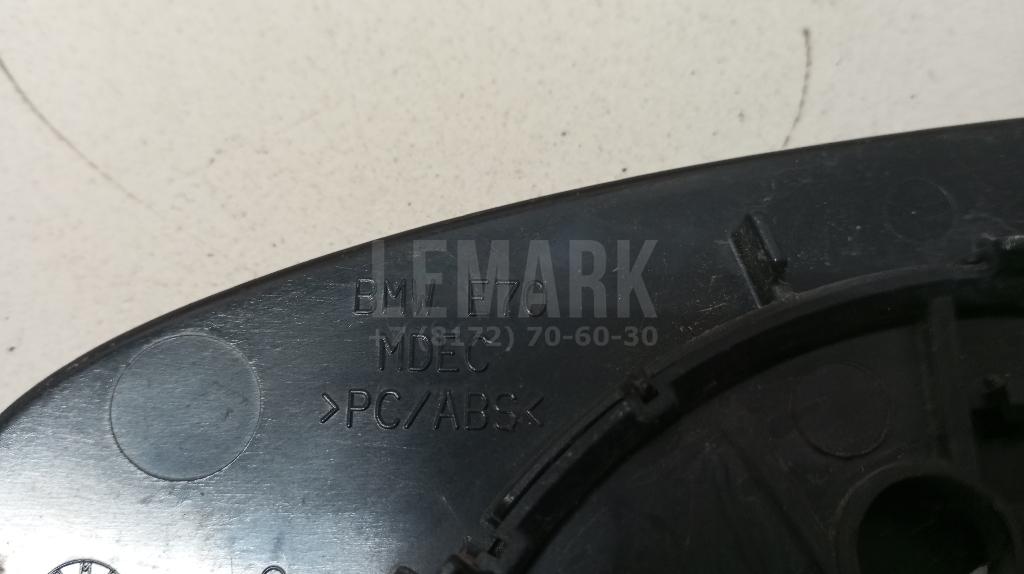 LEMARK
BMW E70
+7 (8172) 70-60-30
MDEC
>PC/ABS<